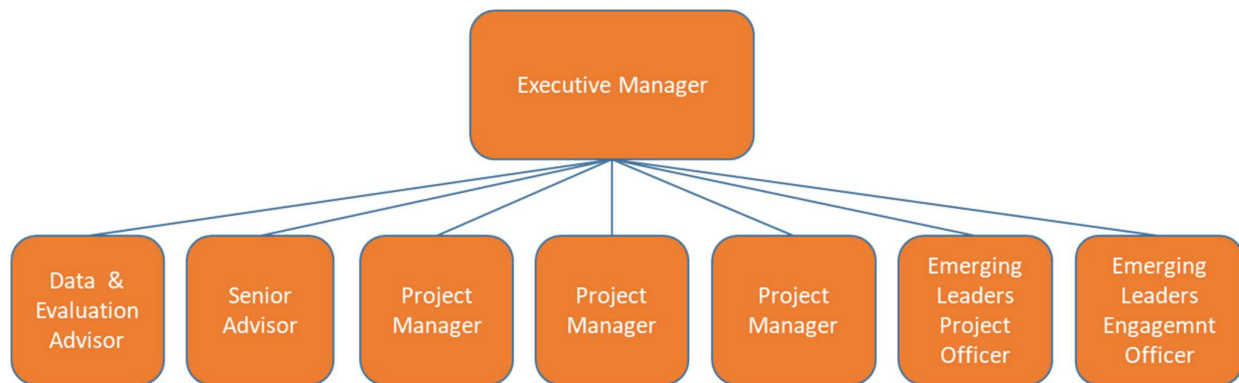 Executive Manager
Data &
Evaluation
Advisor
Senior
Advisor
Project
Manager
Project
Manager
Project
Manager
Emerging
Leaders
Project
Officer
Emerging
Leaders
Engagemnt
Officer